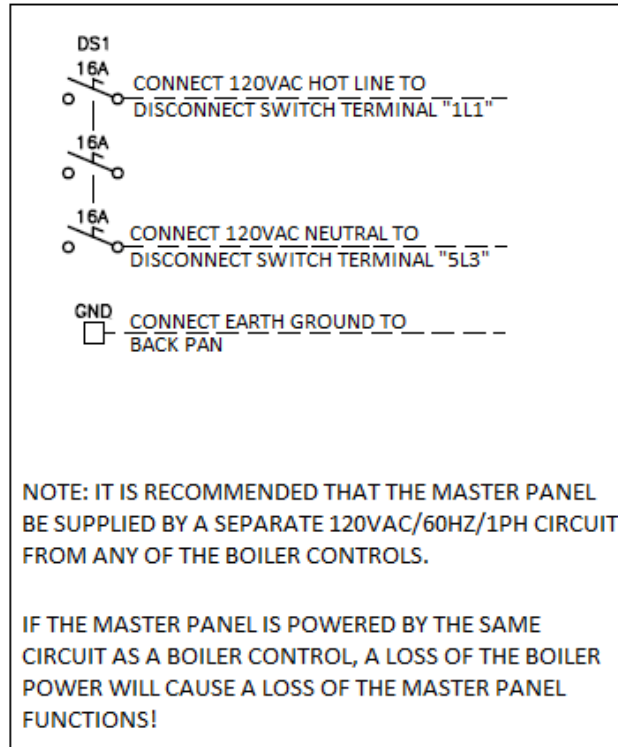 DS1
16A
CONNECT 120VAC HOT LINE TO
DISCONNECT SWITCH TERMINAL "1L1"
16A
16A
CONNECT 120VAC NEUTRAL TO
DISCONNECT SWITCH TERMINAL "5L3"
GND
CONNECT EARTH GROUND TO
BACK PAN
NOTE: IT IS RECOMMENDED THAT THE MASTER PANEL
BE SUPPLIED BY A SEPARATE 120VAC/60HZ/1PH CIRCUIT
FROM ANY OF THE BOILER CONTROLS.
IF THE MASTER PANEL IS POWERED BY THE SAME
CIRCUIT AS A BOILER CONTROL, A LOSS OF THE BOILER
POWER WILL CAUSE A LOSS OF THE MASTER PANEL
FUNCTIONS!